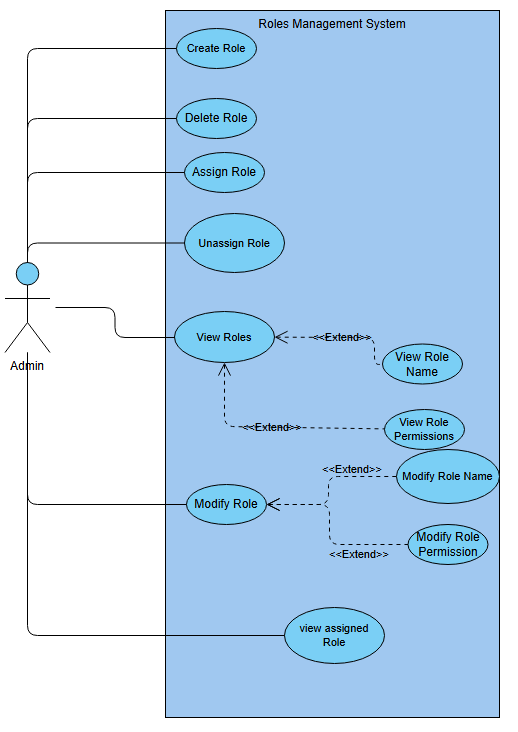 Roles Management System
Create Role
Delete Role
Assign Role
Unassign Role
Admin
View Roles
<<Extend>>
View Role
Name
<<Extend>>
View Role
Permissions
<<Extend>>
Modify Role Name
Modify Role
<<Extend>>
Modify Role
Permission
view assigned
Role